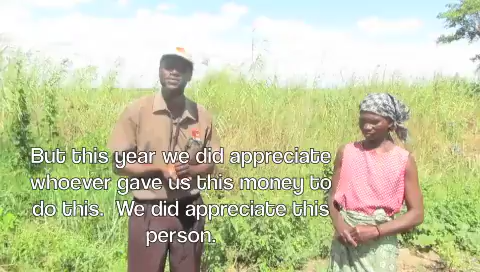 But this year we did appreciate
whoever gave us this money to
do this.  We did appreciate this
person.